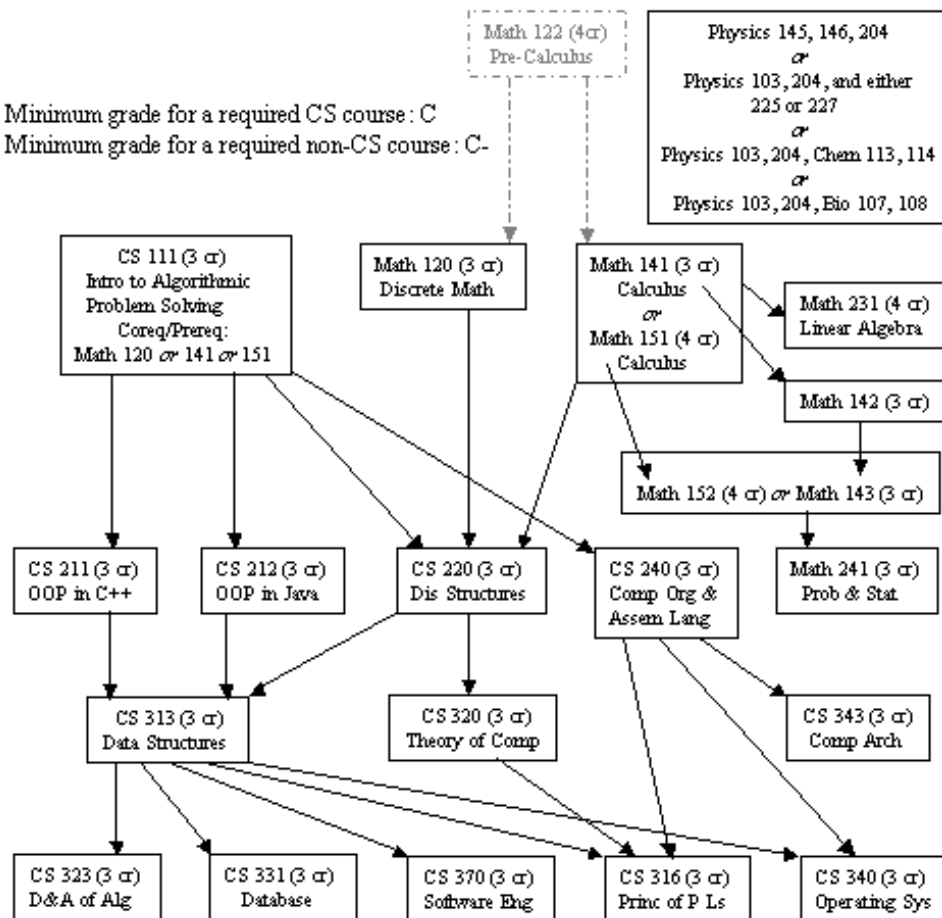 Math 122 (4cr)
Pre-Calculus
Physics 145, 146, 204
or
Physics 103, 204, and either
225 or 227
or
Physics 103, 204, Chem 113, 114
or
Physics 103, 204, Bio 107, 108
Minimum grade for a required CS course: C
Minimum grade for a required non-CS course: C-
CS 111 (3 cr)
Intro to Algorithmic
Problem Solving
Coreq/Prereq:
Math 120 or 141 or 151
Math 120 (3 cr)
Discrete Math
Math 141 (3 cr)
Calculus
or
Math 151 (4 cr)
Calculus
Math 231 (4 cr)
Linear Algebra
Math 142 (3 cr)
Math 152 (4 cr) or Math 143 (3 cr)
CS 211 (3 cr)
OOP in C++
CS 212 (3 cr)
OOP in Java
CS 220 (3 cr)
Dis Structures
CS 240 (3 cr)
Comp Org &
Assem Lang
Math 241 (3 cr)
Prob & Stat
CS 313 (3 cr)
Data Structures
CS 320 (3 cr)
Theory of Comp
CS 343 (3 cr)
Comp Arch
CS 323 (3 cr)
D&A of Alg
CS 331 (3 cr)
Database
CS 370 (3 cr)
Software Eng
CS 316 (3 cr)
Princ of P Ls
CS 340 (3 cr)
Operating Sys